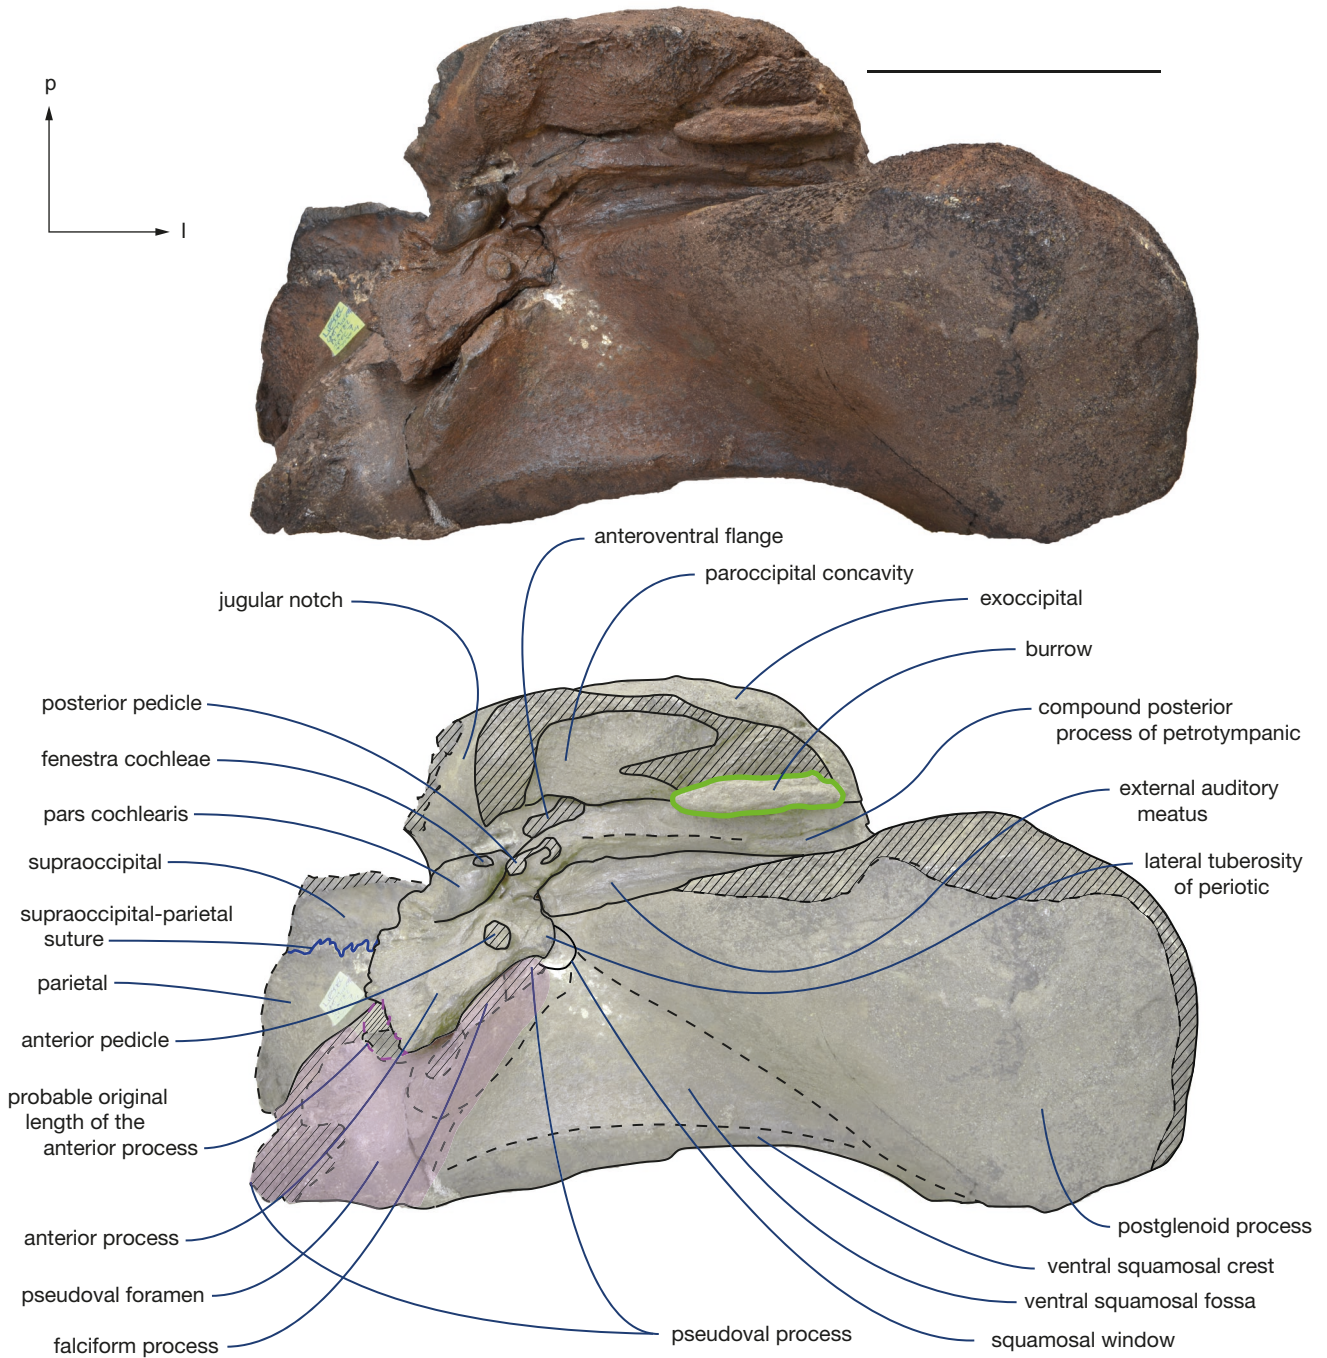 p
l
anteroventral flange
paroccipital concavity
jugular notch
exoccipital
burrow
posterior pedicle
compound posterior
process of petrotympanic
fenestra cochleae
external auditory
meatus
pars cochlearis
supraoccipital
lateral tuberosity
of periotic
supraoccipital-parietal
suture
parietal
anterior pedicle
probable original
length of the
anterior process
anterior process
postglenoid process
ventral squamosal crest
pseudoval foramen
ventral squamosal fossa
falciform process
pseudoval process
squamosal window